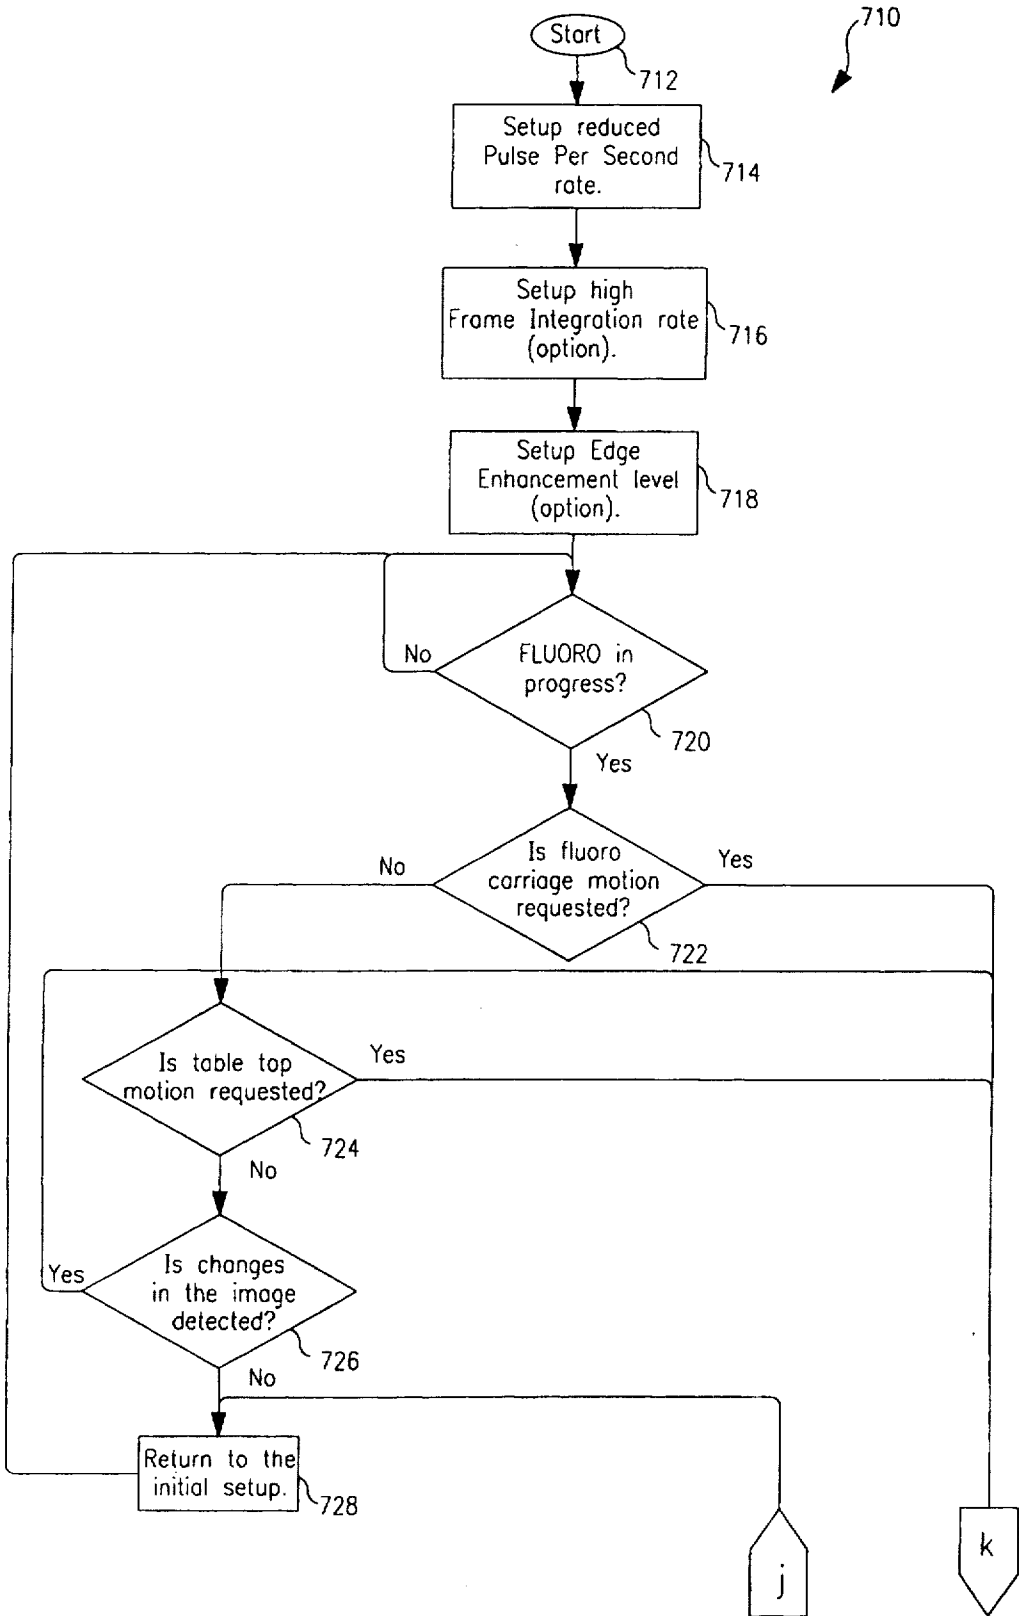 710
Start
712
Setup reduced
Pulse Per Second
rate.
714
Setup high
Frame Integration rate
(option).
716
Setup Edge
Enhancement level
(option).
718
FLUORO in
progress?
No
720
Yes
Is fluoro
carriage motion
requested?
No
Yes
722
Is table top
motion requested?
Yes
724
No
Is changes
in the image
detected?
Yes
726
No
Return to the
initial setup.
728
j
k